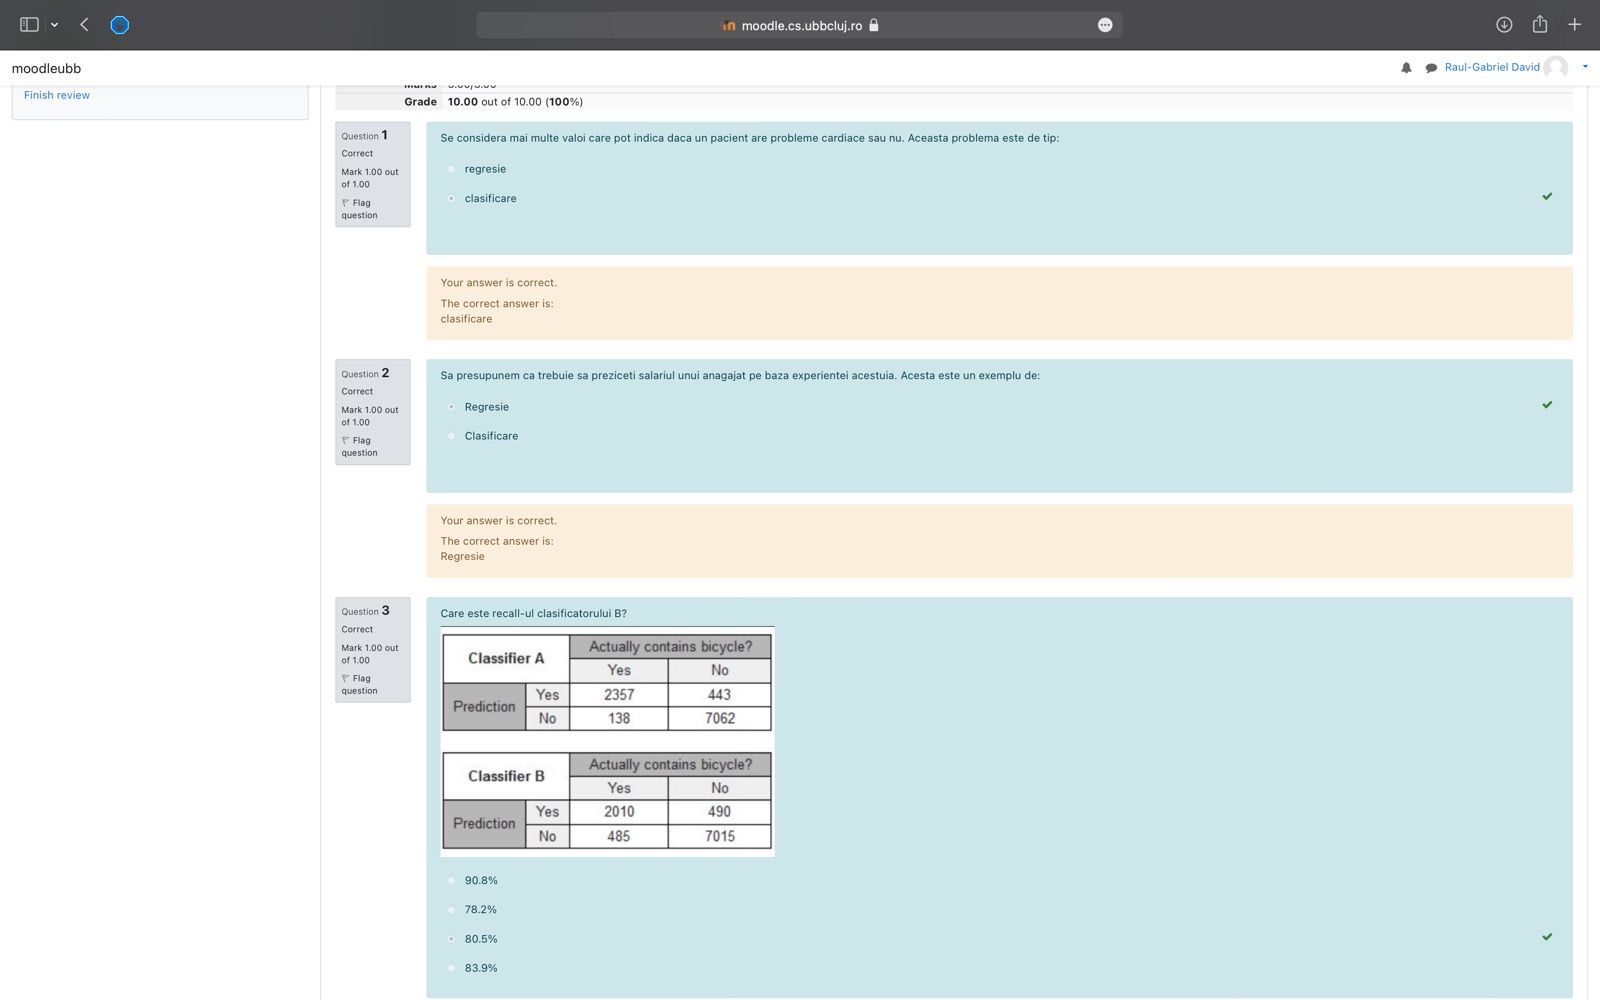 moodle.cs.ubbcluj.ro
moodleubb
Raul-Gabriel David
Finish review
Marks
Grade 10.00 out of 10.00 (100%)
Question 1
Correct
Mark 1.00 out
of 1.00
Flag
question
Se considera mai multe valoi care pot indica daca un pacient are probleme cardiace sau nu. Aceasta problema este de tip:
regresie
clasificare
Your answer is correct.
The correct answer is:
clasificare
Question 2
Correct
Mark 1.00 out
of 1.00
Flag
question
Sa presupunem ca trebuie sa preziceti salariul unui anagajat pe baza experientei acestuia. Acesta este un exemplu de:
Regresie
Clasificare
Your answer is correct.
The correct answer is:
Regresie
Question 3
Correct
Mark 1.00 out
of 1.00
Flag
question
Care este recall-ul clasificatorului B?
Classifier A
Actually contains bicycle?
Yes No
Prediction
Yes 2357 443
No 138 7062
Classifier B
Actually contains bicycle?
Yes No
Prediction
Yes 2010 490
No 485 7015
90.8%
78.2%
80.5%
83.9%